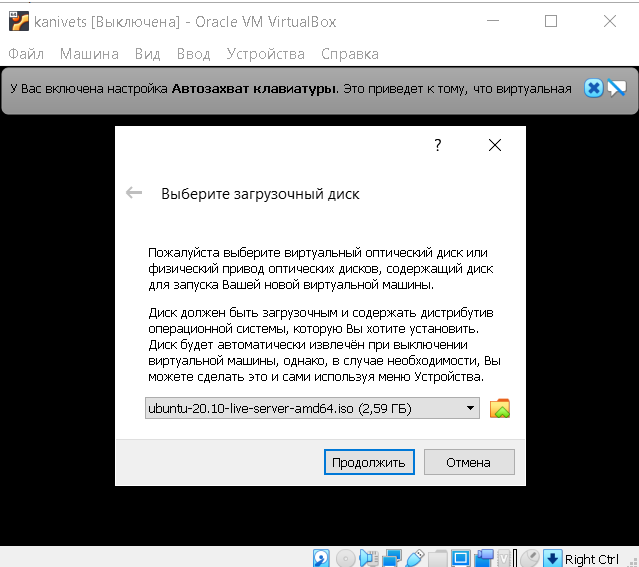 kanivets [Выключена] - Oracle VM VirtualBox
Файл Машина Вид Ввод Устройства Справка
У Вас включена настройка Автозахват клавиатуры. Это приведет к тому, что виртуальная
?
Выберите загрузочный диск
Пожалуйста выберите виртуальный оптический диск или
физический привод оптических дисков, содержащий диск
для запуска Вашей новой виртуальной машины.
Диск должен быть загрузочным и содержать дистрибутив
операционной системы, которую Вы хотите установить.
Диск будет автоматически извлечён при выключении
виртуальной машины, однако, в случае необходимости, Вы
можете сделать это и сами используя меню Устройства.
ubuntu-20.10-live-server-amd64.iso (2,59 ГБ)
Продолжить Отмена
Right Ctrl